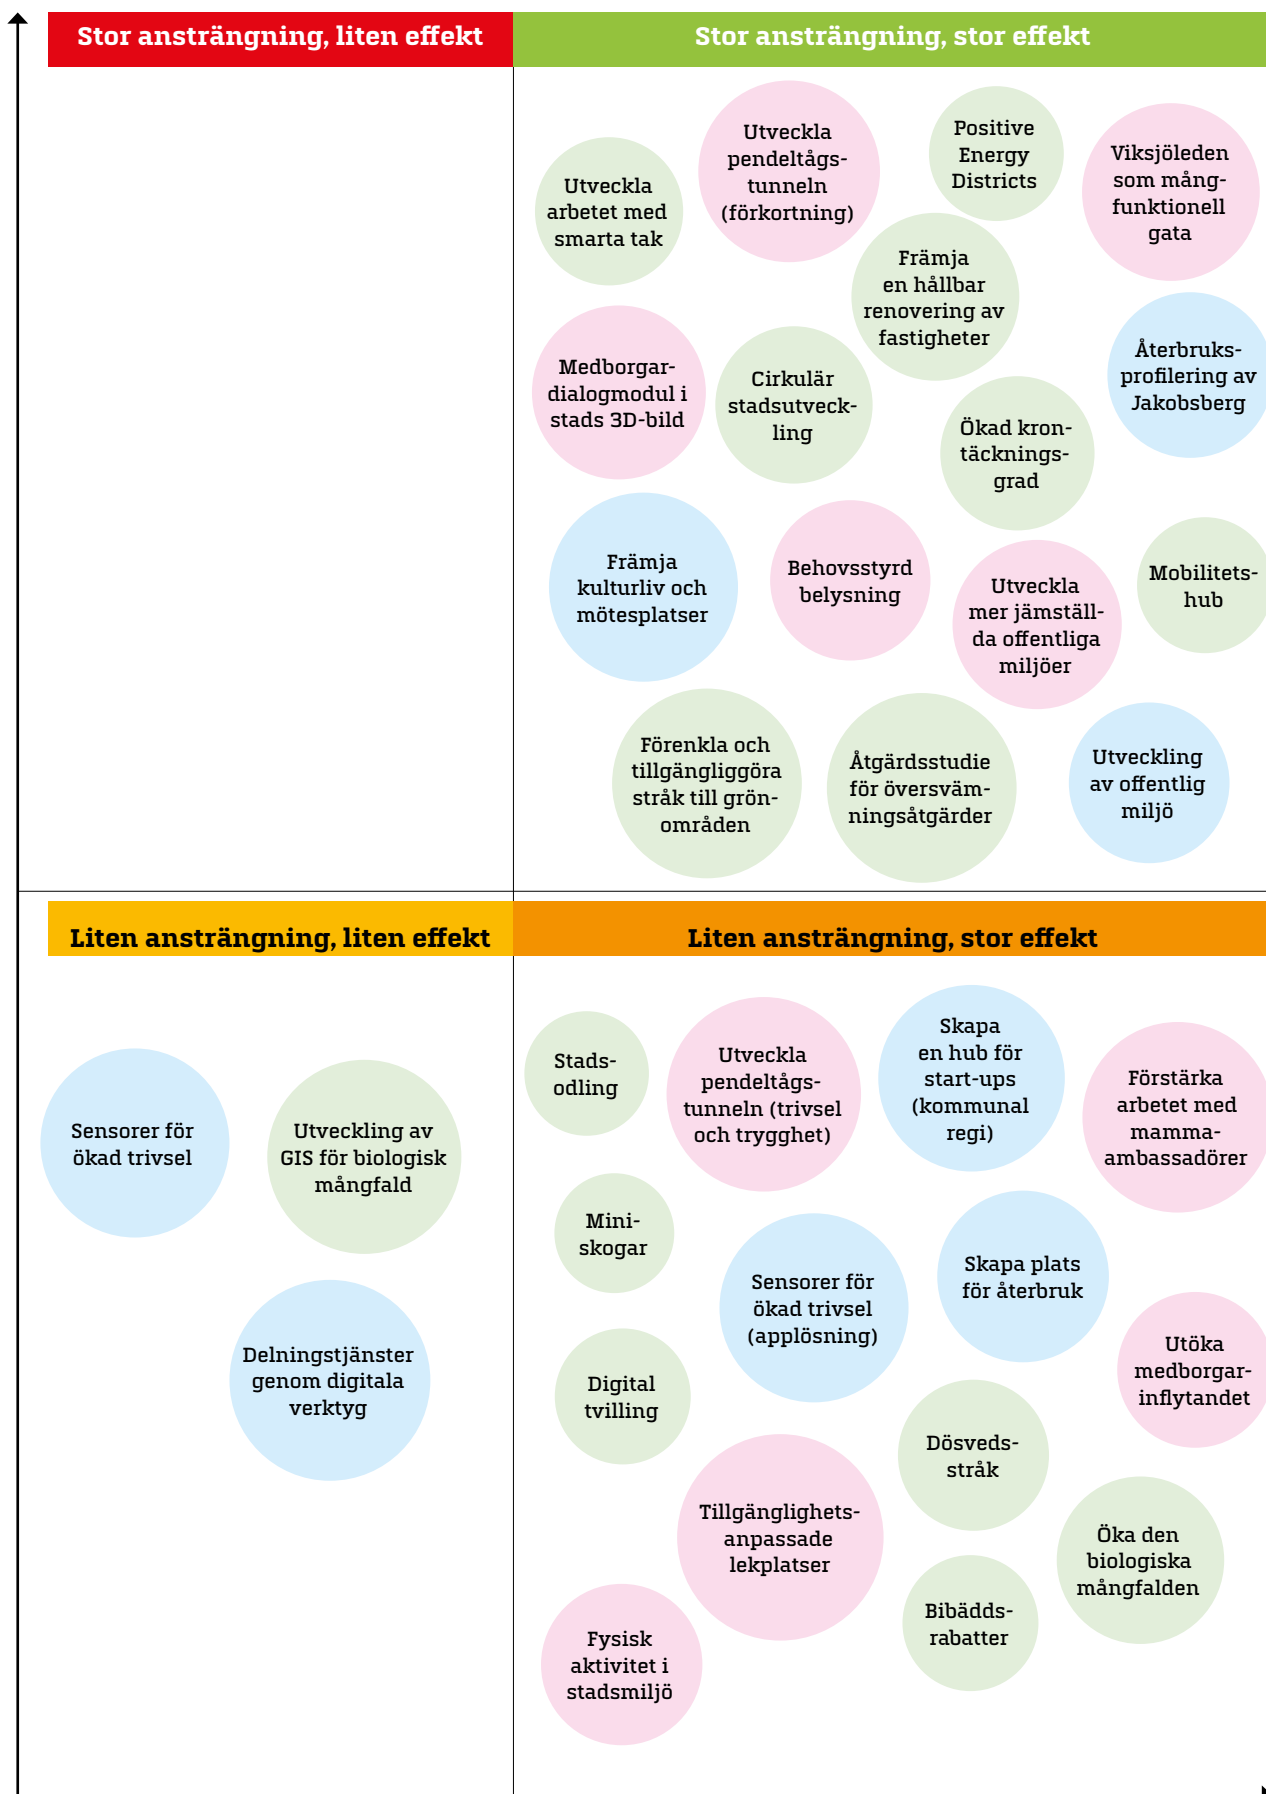 Stor ansträngning, liten effekt
Stor ansträngning, stor effekt
Utveckla
arbetet med
smarta tak
Utveckla
pendeltågs-
tunneln
(förkortning)
Positive
Energy
Districts
Viksjöleden
som mång-
funktionell
gata
Främja
en hållbar
renovering av
fastigheter
Medborgar-
dialogmodul i
stads 3D-bild
Cirkulär
stadsutveck-
ling
Återbruks-
profilering av
Jakobsberg
Ökad kron-
täcknings-
grad
Främja
kulturliv och
mötesplatser
Behovsstyrd
belysning
Utveckla
mer jämställ-
da offentliga
miljöer
Mobilitets-
hub
Förenkla och
tillgängliggöra
stråk till grön-
områden
Åtgärdsstudie
för översväm-
ningsåtgärder
Utveckling
av offentlig
miljö
Liten ansträngning, liten effekt
Liten ansträngning, stor effekt
Sensorer för
ökad trivsel
Utveckling av
GIS för biologisk
mångfald
Delningstjänster
genom digitala
verktyg
Stads-
odling
Utveckla
pendeltågs-
tunneln (trivsel
och trygghet)
Skapa
en hub för
start-ups
(kommunal
regi)
Förstärka
arbetet med
mamma-
ambassadörer
Mini-
skogar
Sensorer för
ökad trivsel
(applösning)
Skapa plats
för återbruk
Utöka
medborgar-
inflytandet
Digital
tvilling
Dösveds-
stråk
Tillgänglighets-
anpassade
lekplatser
Öka den
biologiska
mångfalden
Bibädds-
rabatter
Fysisk
aktivitet i
stadsmiljö